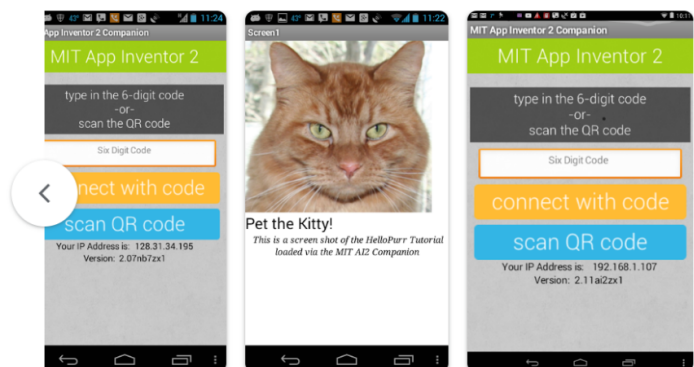 43° 11:24
App Inventor 2 Companion
MIT App Inventor 2
type in the 6-digit code
-or-
scan the QR code
Six Digit Code
nnect with code
scan QR code
Your IP Address is: 128.31.34.195
Version: 2.07nb7zx1
43° 11:22
Screen1
Pet the Kitty!
This is a screen shot of the HelloPurr Tutorial
loaded via the MIT AI2 Companion
10:11
MIT App Inventor 2 Companion
MIT App Inventor 2
type in the 6-digit code
-or-
scan the QR code
Six Digit Code
connect with code
scan QR code
Your IP Address is: 192.168.1.107
Version: 2.11ai2zx1